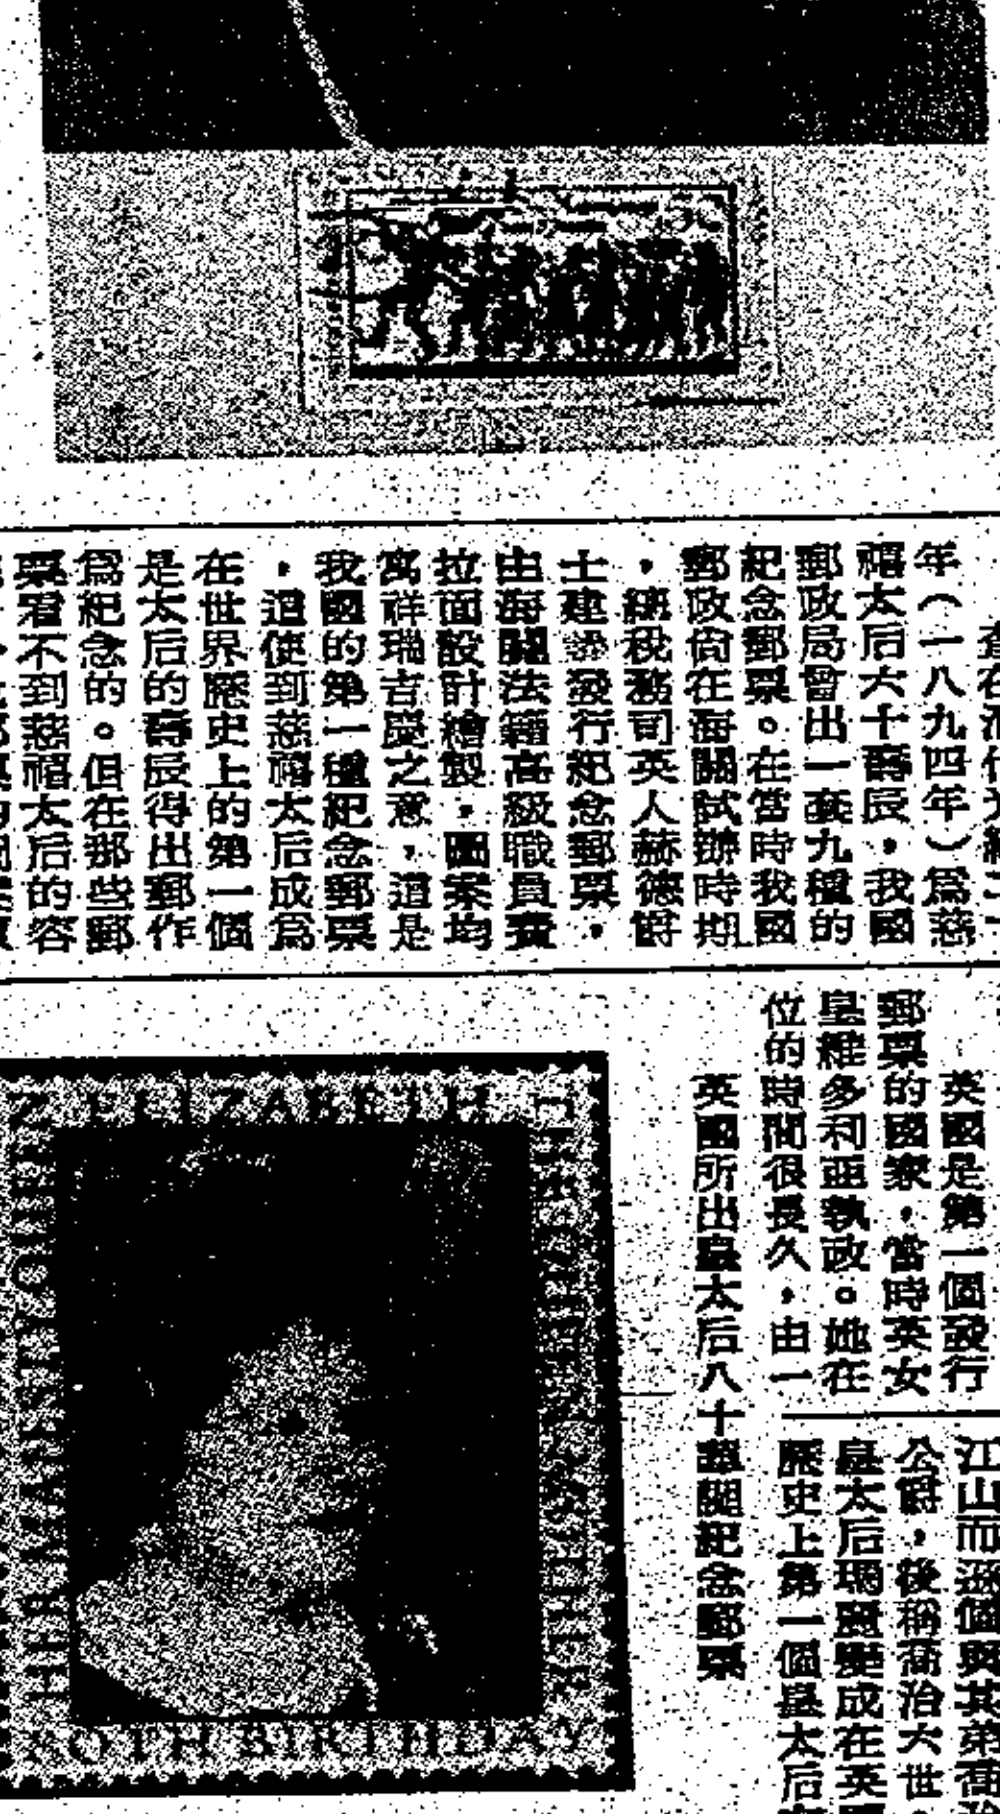 年（一八九四年）為慈
禧太后六十壽辰，我國
郵政局曾出一套九種的
紀念郵票。在當時我國
郵政尚在海關試辦時期
，總稅務司英人赫德爵
士建議發行紀念郵票，
由海關法籍高級職員費
拉面設計繪製，圖案均
寓祥瑞吉慶之意，這是
我國的第一種紀念郵票
，這使到慈禧太后成為
在世界歷史上的第一個
是太后的壽辰得出郵作
為紀念的。但在那些郵
票看不到慈禧太后的容
英國是第一個發行
郵票的國家，當時英女
皇維多利亞執政。她在
位的時間很長久，由一
江山而遜個與其弟喬治
公爵，後稱喬治六世
皇太后瑪麗變成在英
歷史上第一個皇太后
英國所出皇太后八十華誕紀念郵票
ELIZABETH
HER MAJESTY QUEEN
THE QUEEN MOTHER
80TH BIRTHDAY